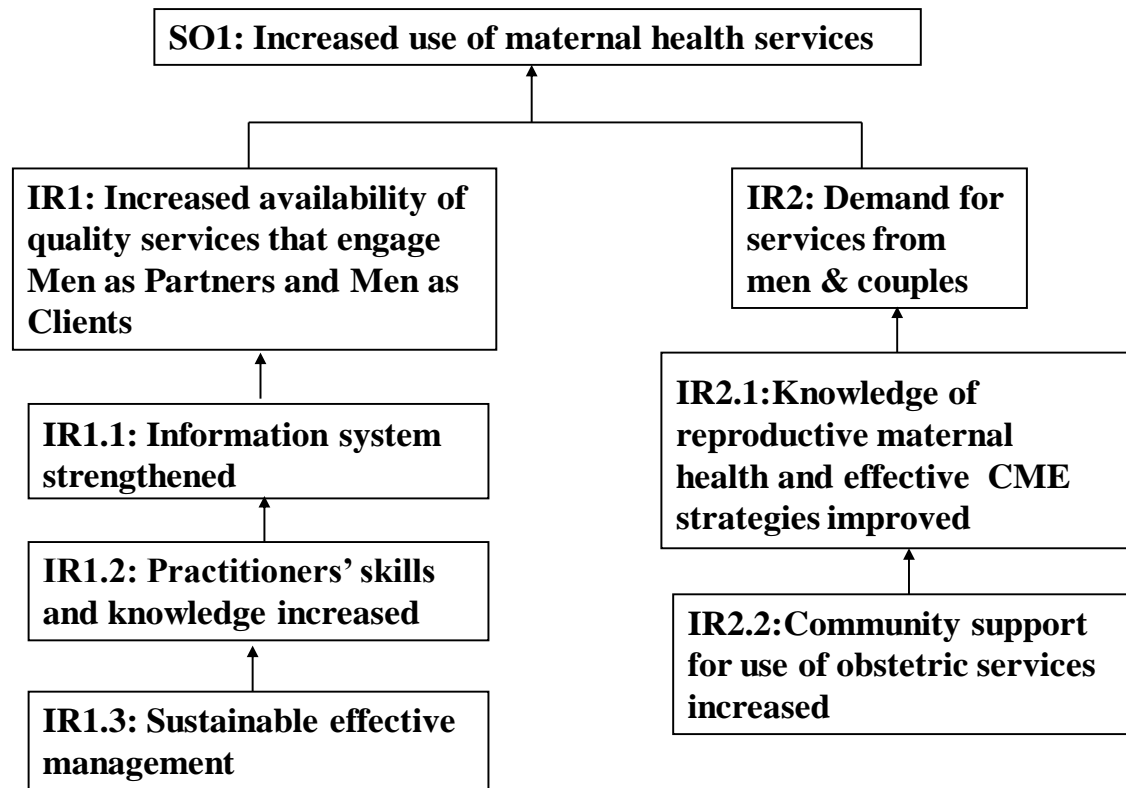 SO1: Increased use of maternal health services
IR1: Increased availability of
quality services that engage
Men as Partners and Men as
Clients
IR1.1: Information system
strengthened
IR1.2: Practitioners’ skills
and knowledge increased
IR1.3: Sustainable effective
management
IR2: Demand for
services from
men & couples
IR2.1:Knowledge of
reproductive maternal
health and effective  CME
strategies improved
IR2.2:Community support
for use of obstetric services
increased